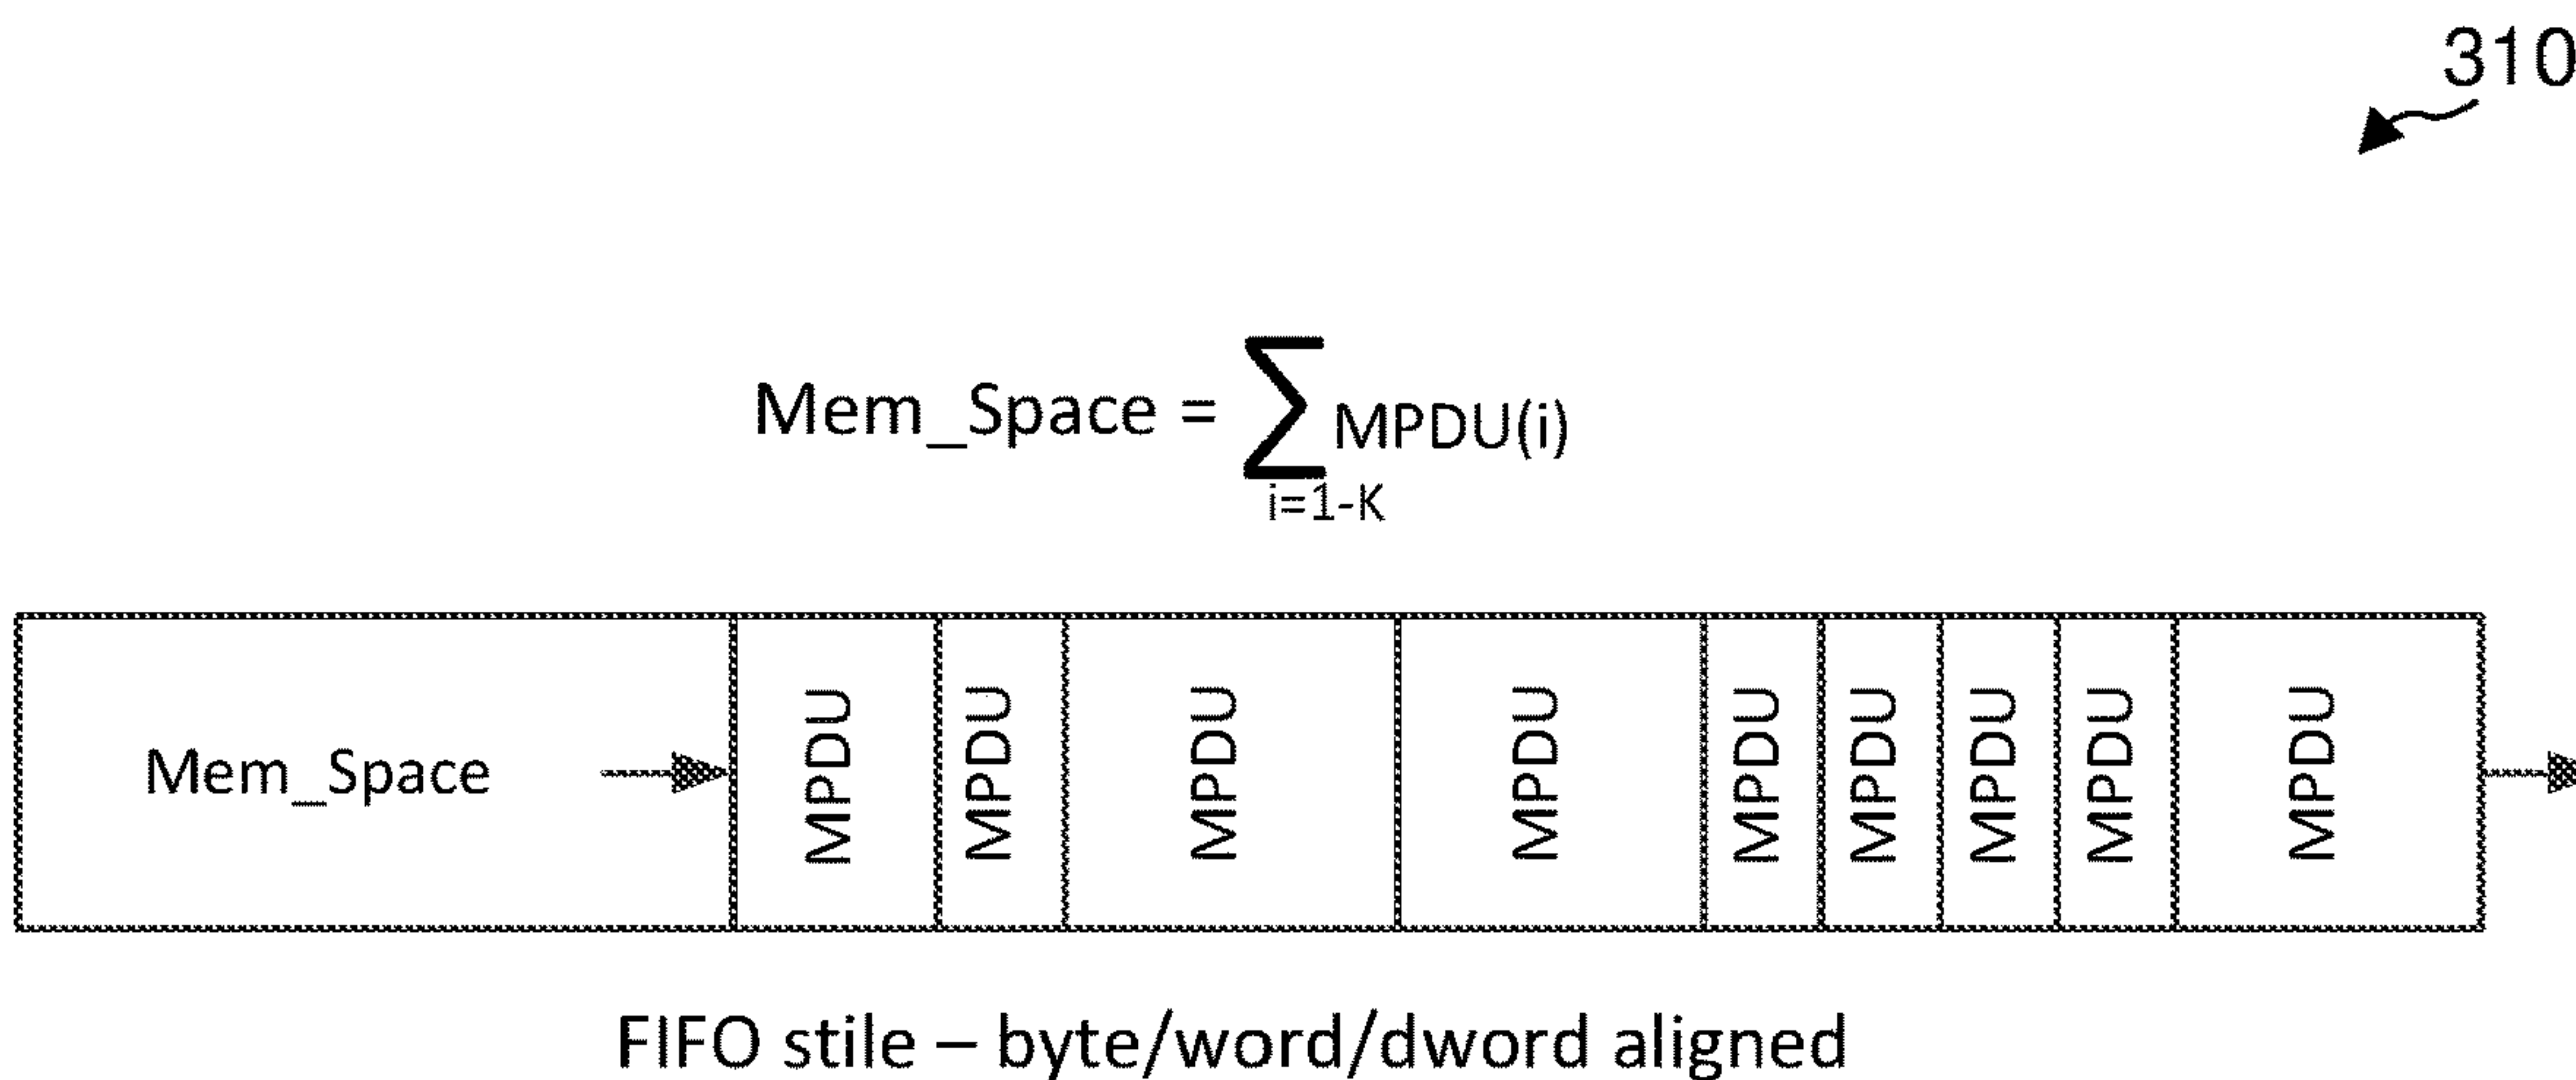 310
Mem_Space = ∑ MPDU(i)
i=1-K
Mem_Space MPDU MPDU MPDU MPDU MPDU MPDU MPDU MPDU MPDU
FIFO stile – byte/word/dword aligned